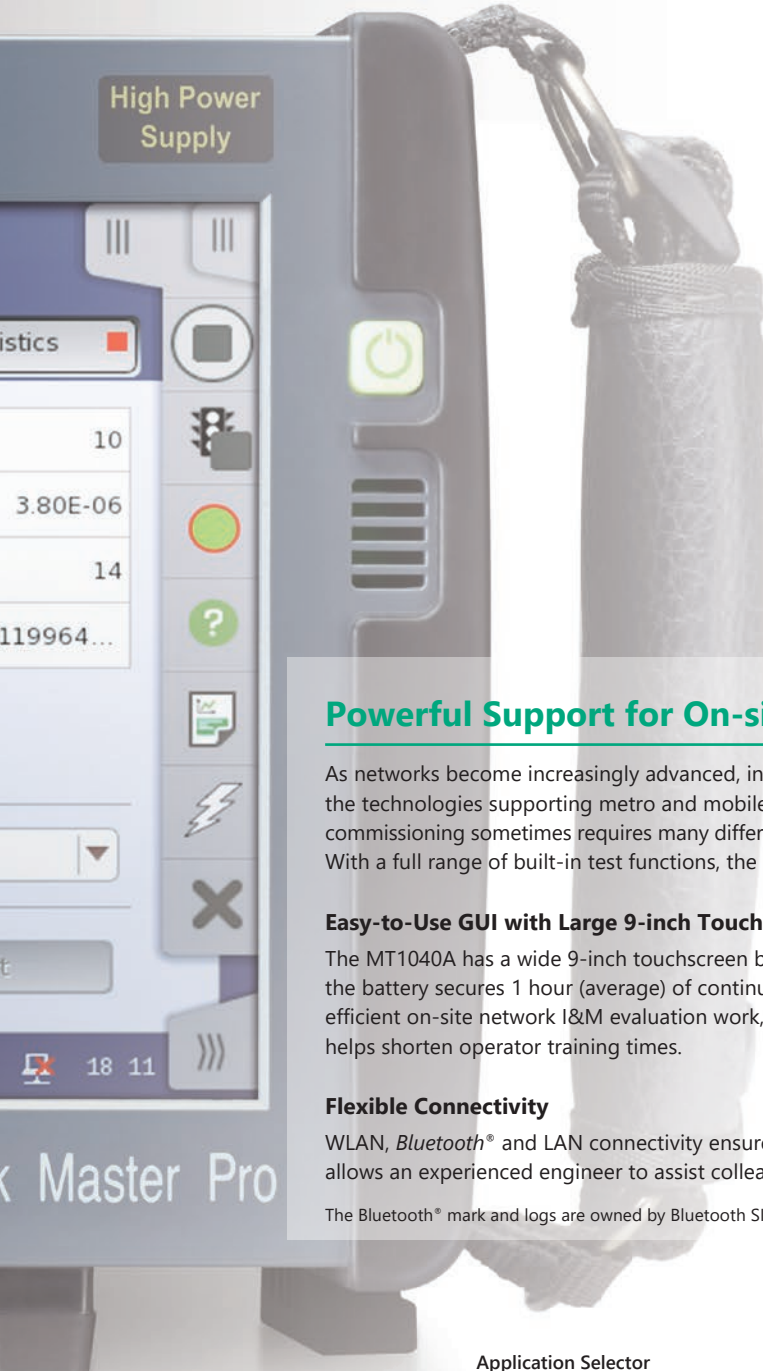 High Power
Supply
istics
10
3.80E-06
14
119964...
t
18 11
k Master Pro
Powerful Support for On-si
As networks become increasingly advanced, in
the technologies supporting metro and mobile
commissioning sometimes requires many differ
With a full range of built-in test functions, the
Easy-to-Use GUI with Large 9-inch Touch
The MT1040A has a wide 9-inch touchscreen b
the battery secures 1 hour (average) of continu
efficient on-site network I&M evaluation work,
helps shorten operator training times.
Flexible Connectivity
WLAN, Bluetooth® and LAN connectivity ensure
allows an experienced engineer to assist collea
The Bluetooth® mark and logs are owned by Bluetooth SI
Application Selector